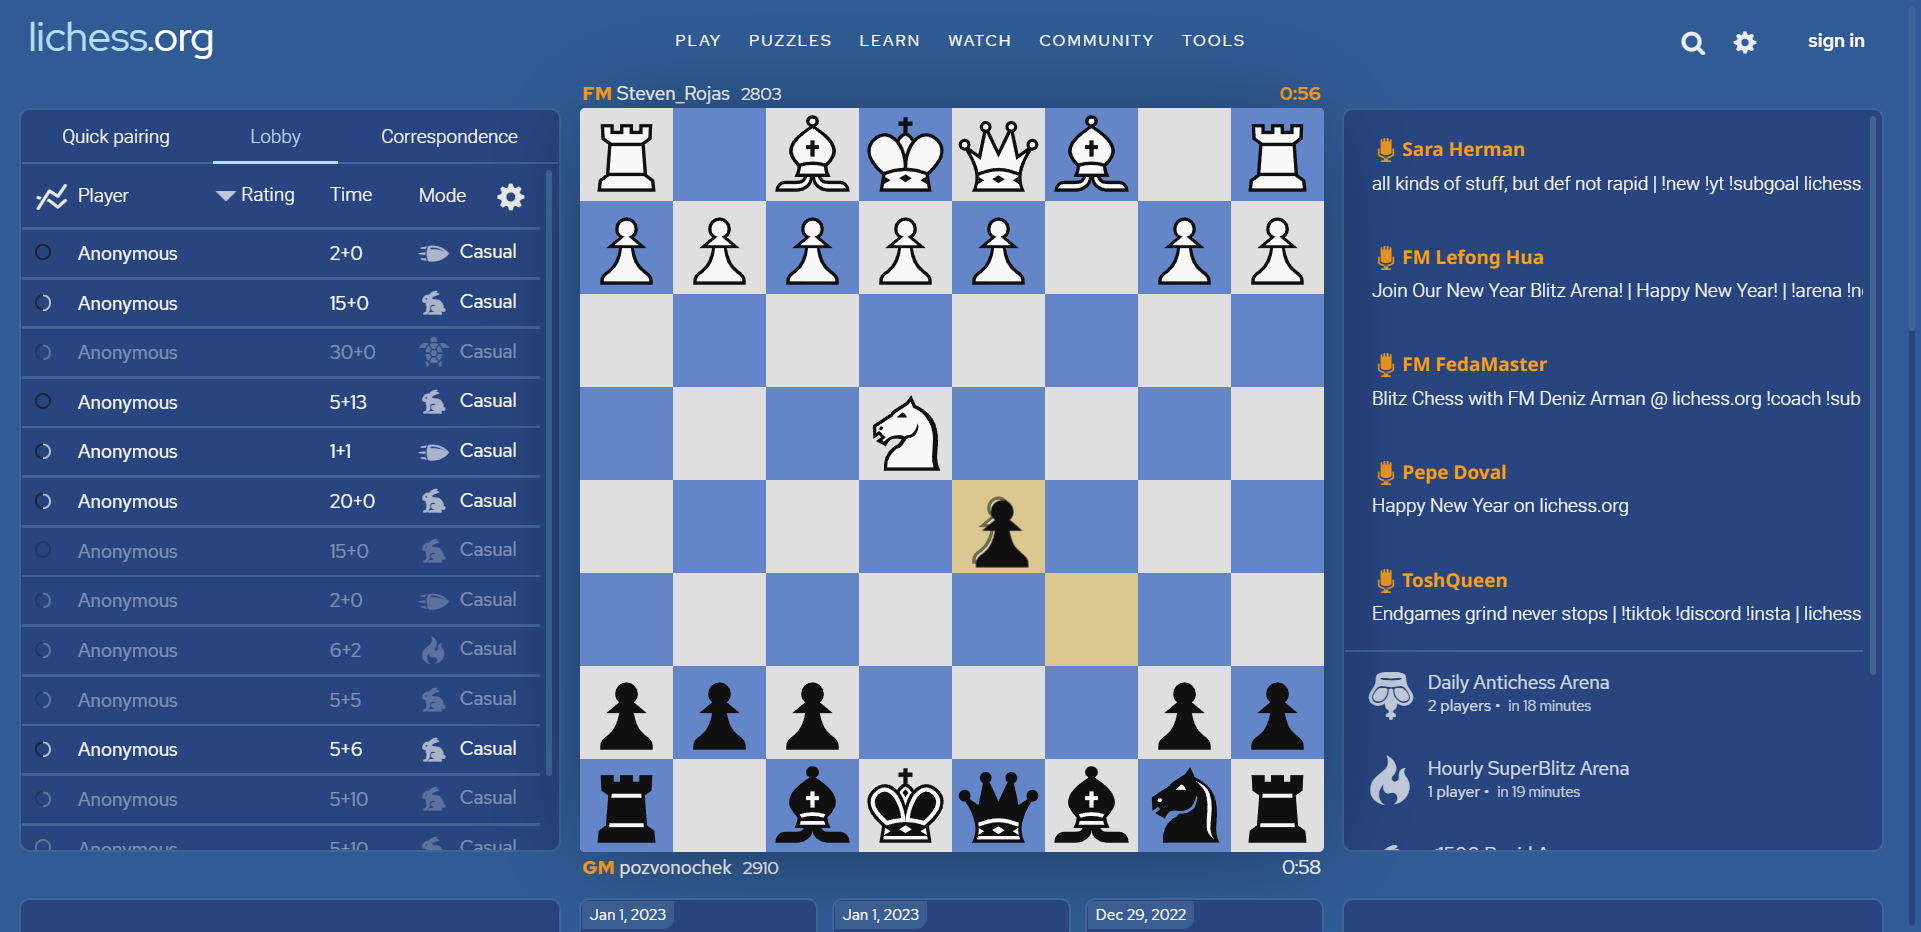 lichess.org
PLAY PUZZLES LEARN WATCH COMMUNITY TOOLS
sign in
Quick pairing Lobby Correspondence
Player Rating Time Mode
Anonymous 2+0 Casual
Anonymous 15+0 Casual
Anonymous 30+0 Casual
Anonymous 5+13 Casual
Anonymous 1+1 Casual
Anonymous 20+0 Casual
Anonymous 15+0 Casual
Anonymous 2+0 Casual
Anonymous 6+2 Casual
Anonymous 5+5 Casual
Anonymous 5+6 Casual
Anonymous 5+10 Casual
Anonymous 5+10 Casual
FM Steven_Rojas 2803 0:56
GM pozvonochek 2910 0:58
Sara Herman
all kinds of stuff, but def not rapid | !new !yt !subgoal lichess.
FM Lefong Hua
Join Our New Year Blitz Arena! | Happy New Year! | !arena
FM FedaMaster
Blitz Chess with FM Deniz Arman @ lichess.org !coach !sub
Pepe Doval
Happy New Year on lichess.org
ToshQueen
Endgames grind never stops | !tiktok !discord !insta | lichess
Daily Antichess Arena
2 players • in 18 minutes
Hourly SuperBlitz Arena
1 player • in 19 minutes
Jan 1, 2023
Jan 1, 2023
Dec 29, 2022